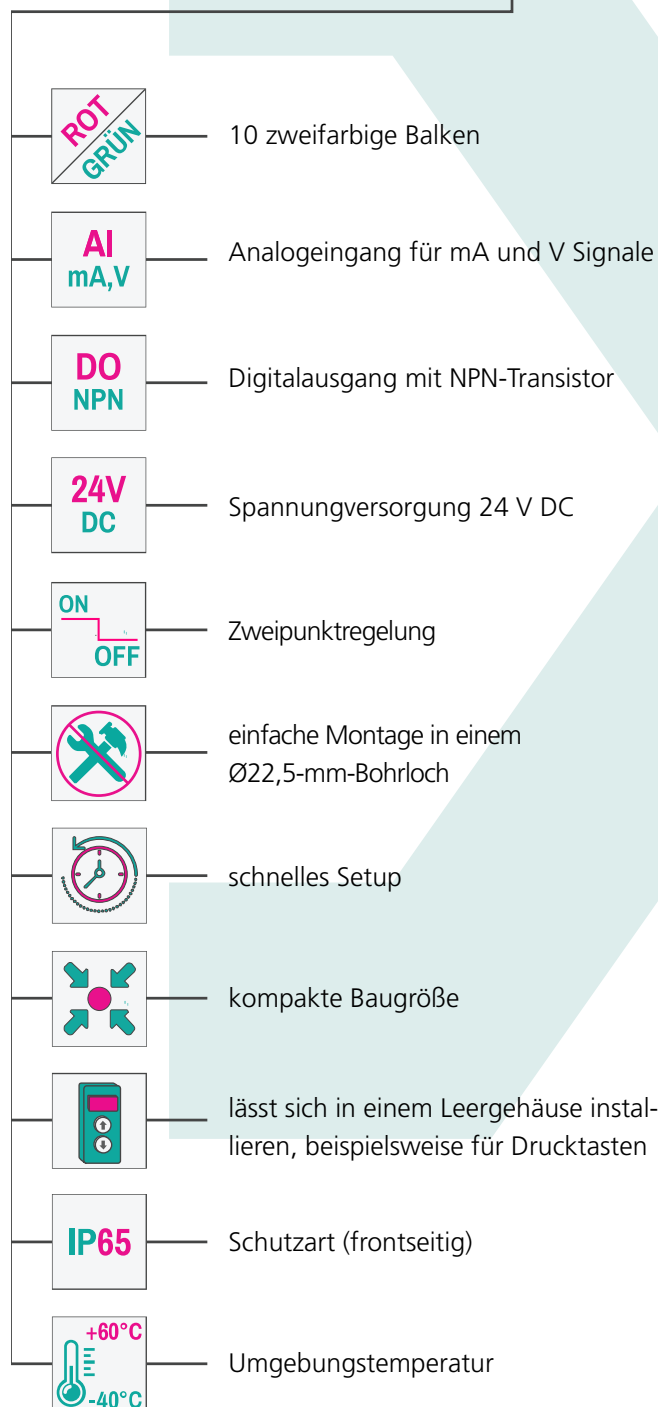 ROT
GRÜN
10 zweifarbige Balken
AI
mA,V
Analogeingang für mA und V Signale
DO
NPN
Digitalausgang mit NPN-Transistor
24V
DC
Spannungversorgung 24 V DC
ON
OFF
Zweipunktregelung
einfache Montage in einem
Ø22,5-mm-Bohrloch
schnelles Setup
kompakte Baugröße
lässt sich in einem Leergehäuse instal-
lieren, beispielsweise für Drucktasten
IP65
Schutzart (frontseitig)
+60°C
-40°C
Umgebungstemperatur